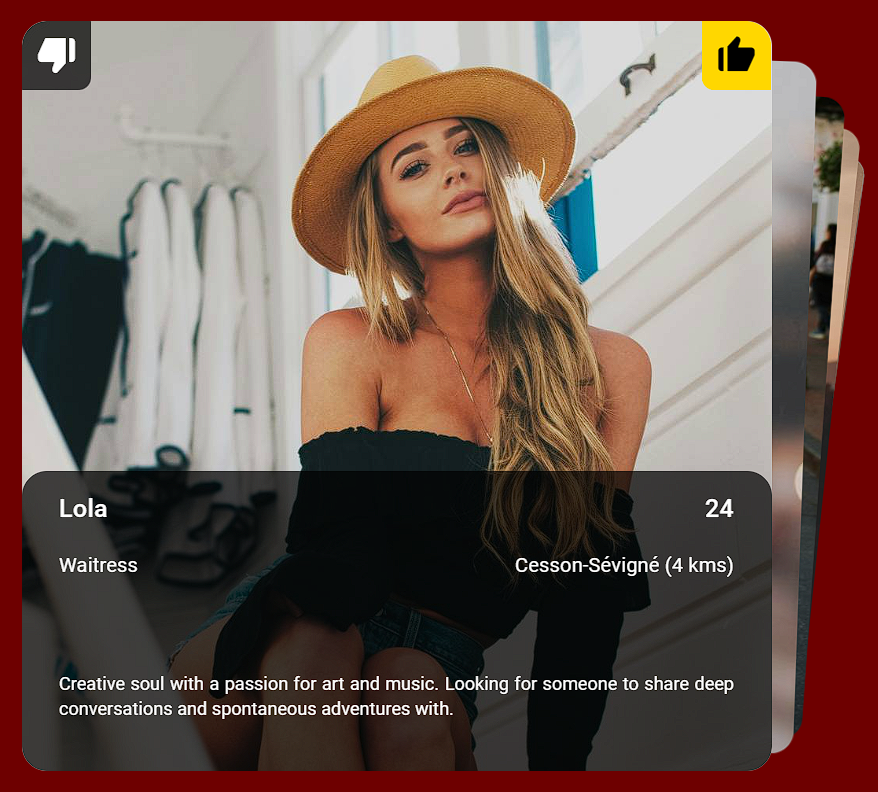 Lola
24
Waitress
Cesson-Sévigné (4 kms)
Creative soul with a passion for art and music. Looking for someone to share deep
conversations and spontaneous adventures with.